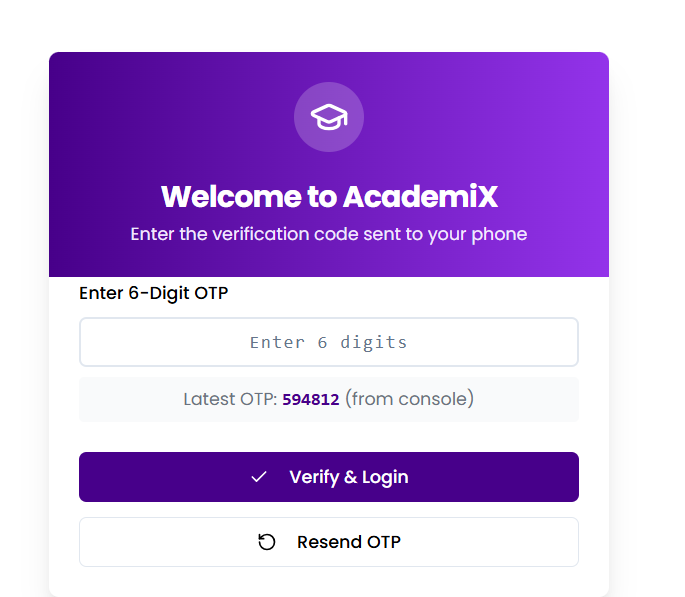 Welcome to AcademiX
Enter the verification code sent to your phone
Enter 6-Digit OTP
Enter 6 digits
Latest OTP: 594812 (from console)
Verify & Login
Resend OTP